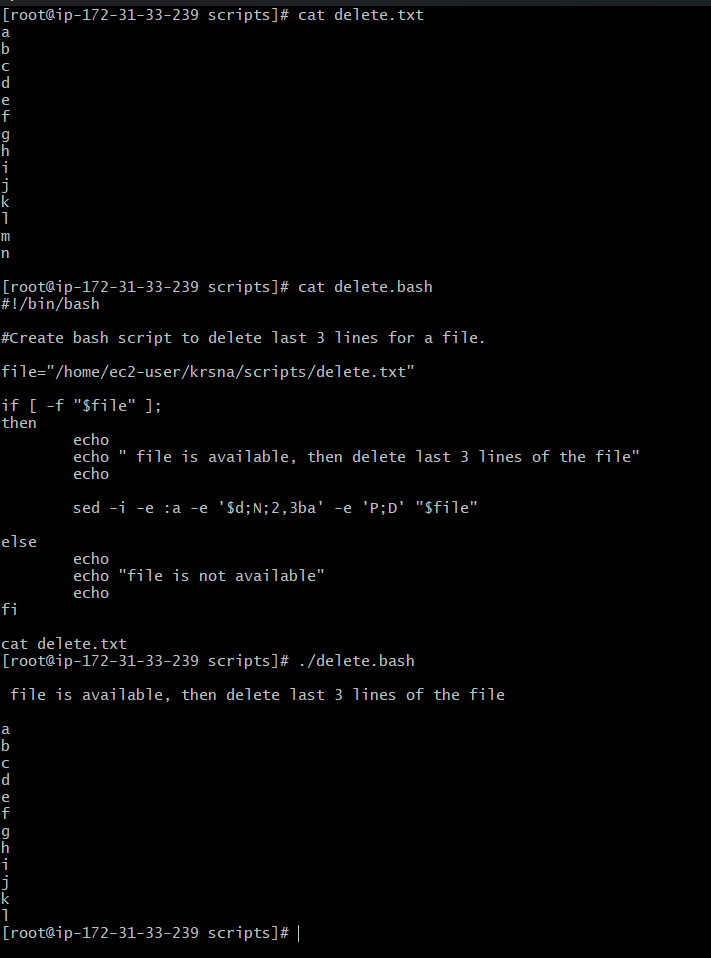 [root@ip-172-31-33-239 scripts]# cat delete.txt
a
b
c
d
e
f
g
h
i
j
k
l
m
n

[root@ip-172-31-33-239 scripts]# cat delete.bash
#!/bin/bash

#Create bash script to delete last 3 lines for a file.

file="/home/ec2-user/krsna/scripts/delete.txt"

if [ -f "$file" ];
then
        echo
        echo " file is available, then delete last 3 lines of the file"
        echo

        sed -i -e :a -e '$d;N;2,3ba' -e 'P;D' "$file"

else
        echo
        echo "file is not available"
        echo
fi

cat delete.txt
[root@ip-172-31-33-239 scripts]# ./delete.bash

 file is available, then delete last 3 lines of the file

a
b
c
d
e
f
g
h
i
j
k
l
[root@ip-172-31-33-239 scripts]#